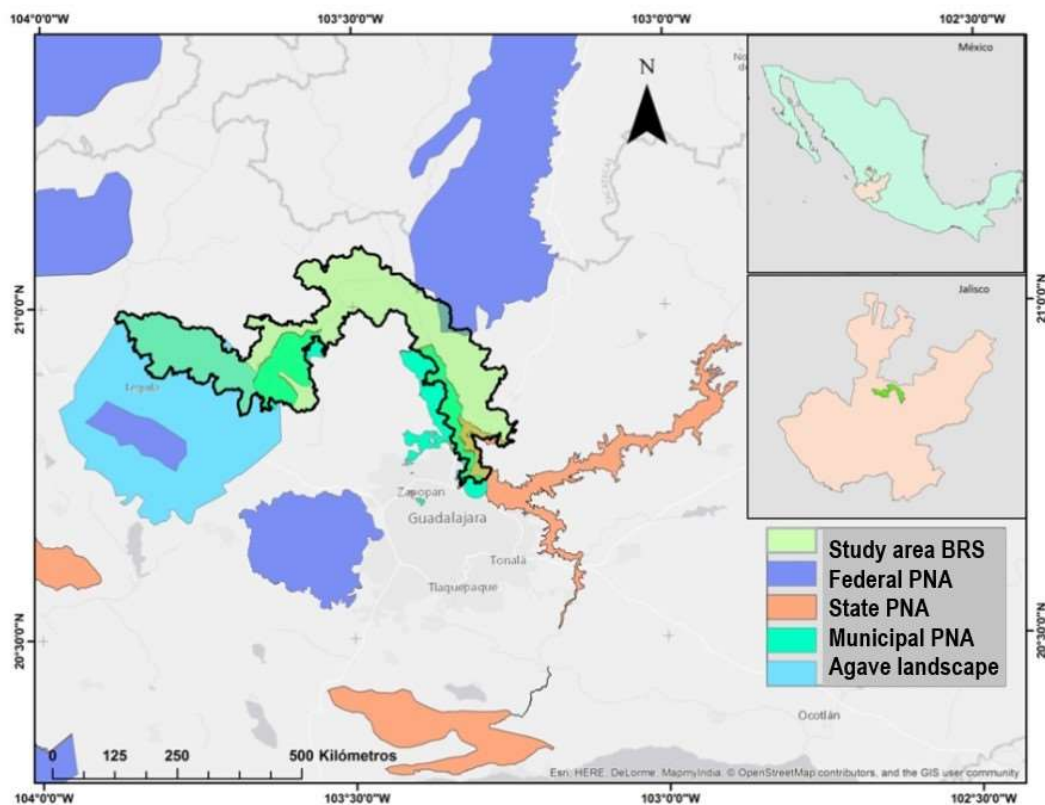 104°0'0"W 103°30'0"W 103°0'0"W 102°30'0"W
México
N
Jalisco
21°0'0"N 21°0'0"N
Tequila
Zapopan
Guadalajara
Tonalá
Tlaquepaque
Study area BRS
Federal PNA
State PNA
Municipal PNA
Agave landscape
20°30'0"N 20°30'0"N
Ocotlán
0 125 250 500 Kilómetros
Esri, HERE, DeLorme, MapmyIndia, © OpenStreetMap contributors, and the GIS user community
104°0'0"W 103°30'0"W 103°0'0"W 102°30'0"W